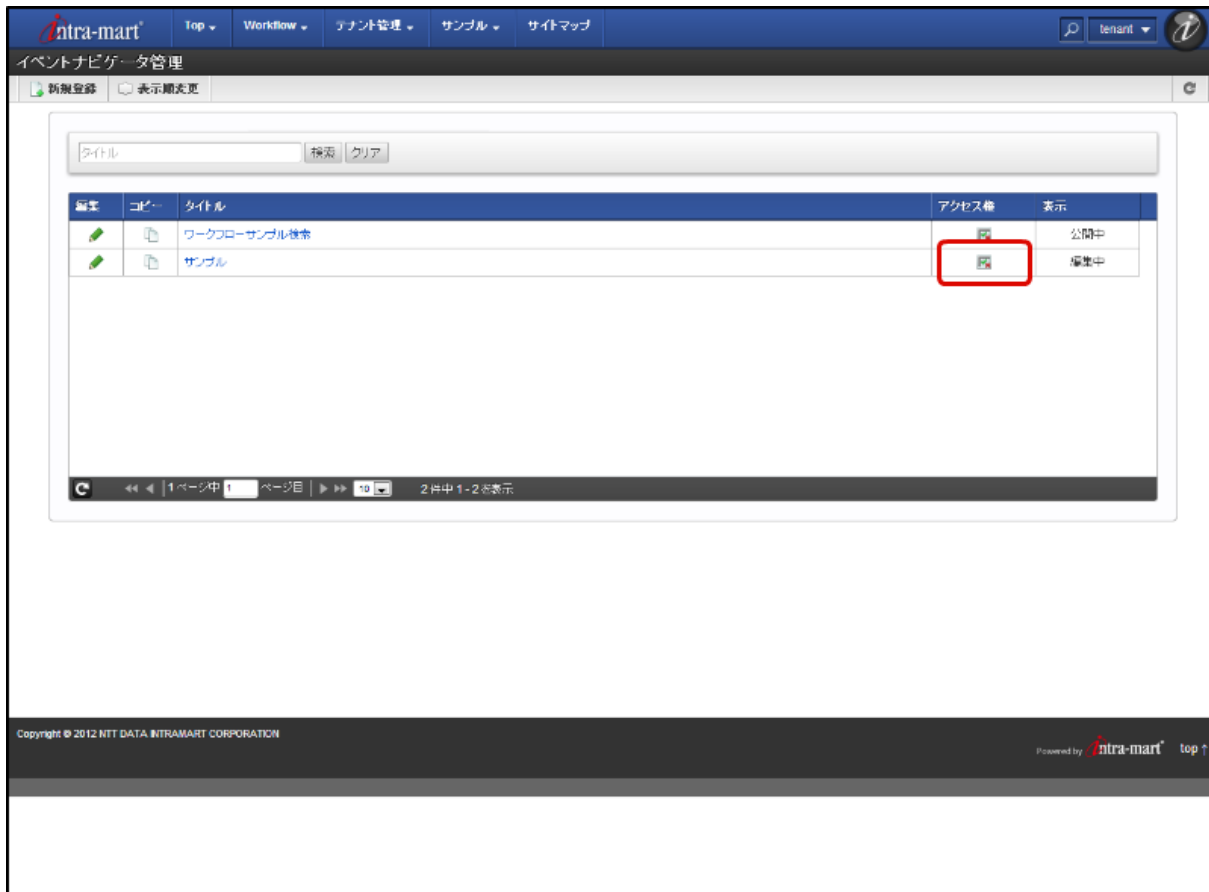 intra-mart Top Workflow テナント管理 サンプル サイトマップ tenant
イベントナビゲータ管理
新規登録 表示順変更
タイトル 検索 クリア
編集 コピー タイトル アクセス権 表示
ワークフローサンプル検索 公開中
サンプル 編集中
1ページ中 1 ページ目 10 2件中 1 - 2 を表示
Copyright © 2012 NTT DATA INTRAMART CORPORATION
Powered by intra-mart top ↑